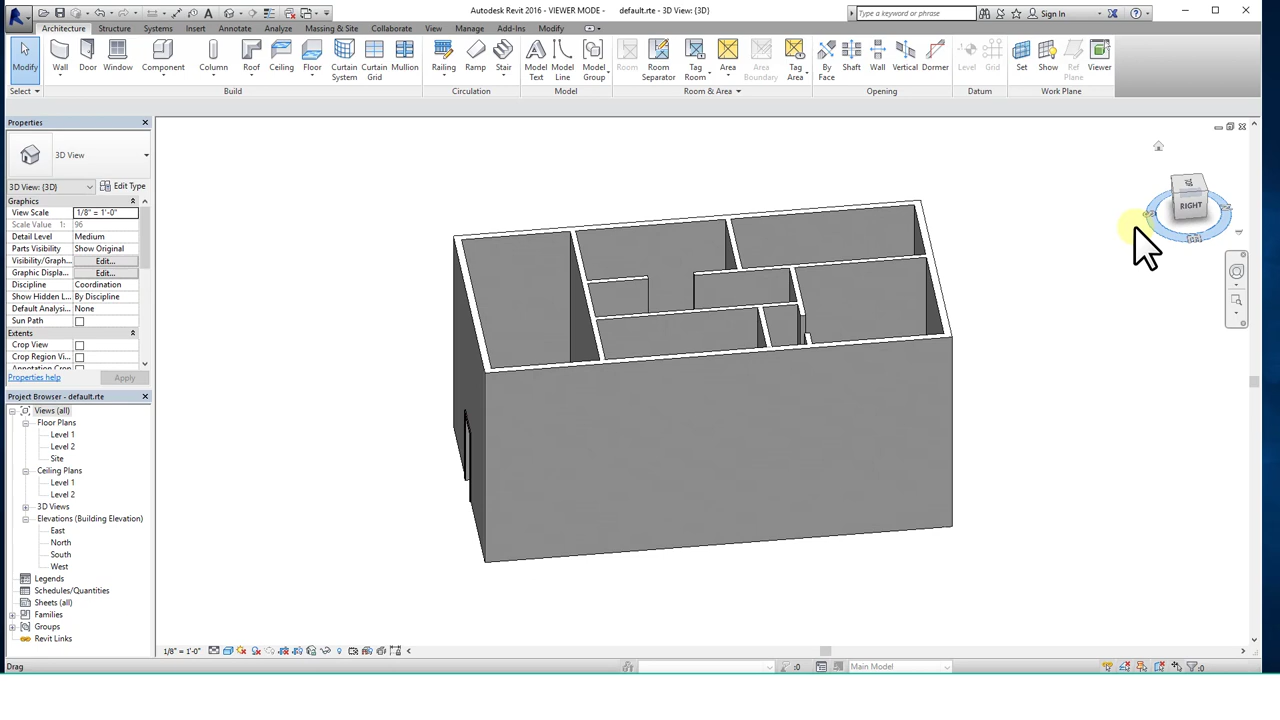 Autodesk Revit 2016 - VIEWER MODE - default.rte - 3D View: {3D}
Type a keyword or phrase
Sign In
Architecture Structure Systems Insert Annotate Analyze Massing & Site Collaborate View Manage Add-Ins Modify
Modify Wall Door Window Component Column Roof Ceiling Floor Curtain System Curtain Grid Mullion Railing Ramp Stair Model Text Model Line Model Group Room Room Separator Tag Room Area Area Boundary Tag Area By Face Shaft Wall Vertical Dormer Level Grid Set Show Ref Plane Viewer
Select Build Circulation Model Room & Area Opening Datum Work Plane
Properties
3D View
3D View: {3D} Edit Type
Graphics
View Scale 1/8" = 1'-0"
Scale Value 1: 96
Detail Level Medium
Parts Visibility Show Original
Visibility/Graph... Edit...
Graphic Displa... Edit...
Discipline Coordination
Show Hidden L... By Discipline
Default Analysi... None
Sun Path
Extents
Crop View
Crop Region Vi...
Annotation Crop
Properties help Apply
Project Browser - default.rte
Views (all)
Floor Plans
Level 1
Level 2
Site
Ceiling Plans
Level 1
Level 2
3D Views
Elevations (Building Elevation)
East
North
South
West
Legends
Schedules/Quantities
Sheets (all)
Families
Groups
Revit Links
RIGHT
1/8" = 1'-0"
Drag
:0
Main Model
:0